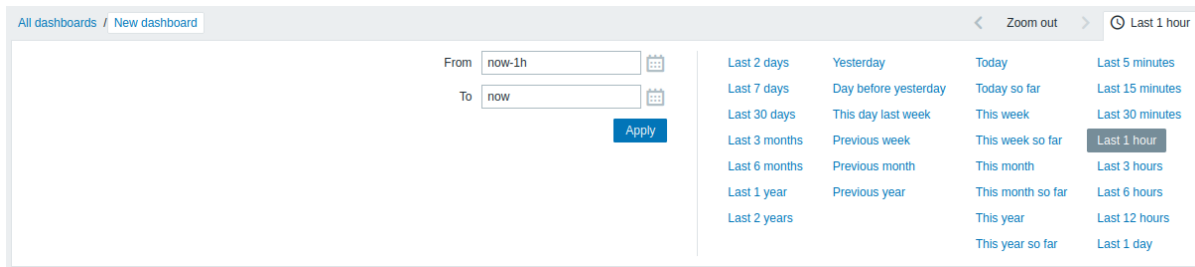 All dashboards / New dashboard Zoom out Last 1 hour
From now-1h
To now
Apply
Last 2 days Yesterday Today Last 5 minutes
Last 7 days Day before yesterday Today so far Last 15 minutes
Last 30 days This day last week This week Last 30 minutes
Last 3 months Previous week This week so far Last 1 hour
Last 6 months Previous month This month Last 3 hours
Last 1 year Previous year This month so far Last 6 hours
Last 2 years This year Last 12 hours
This year so far Last 1 day